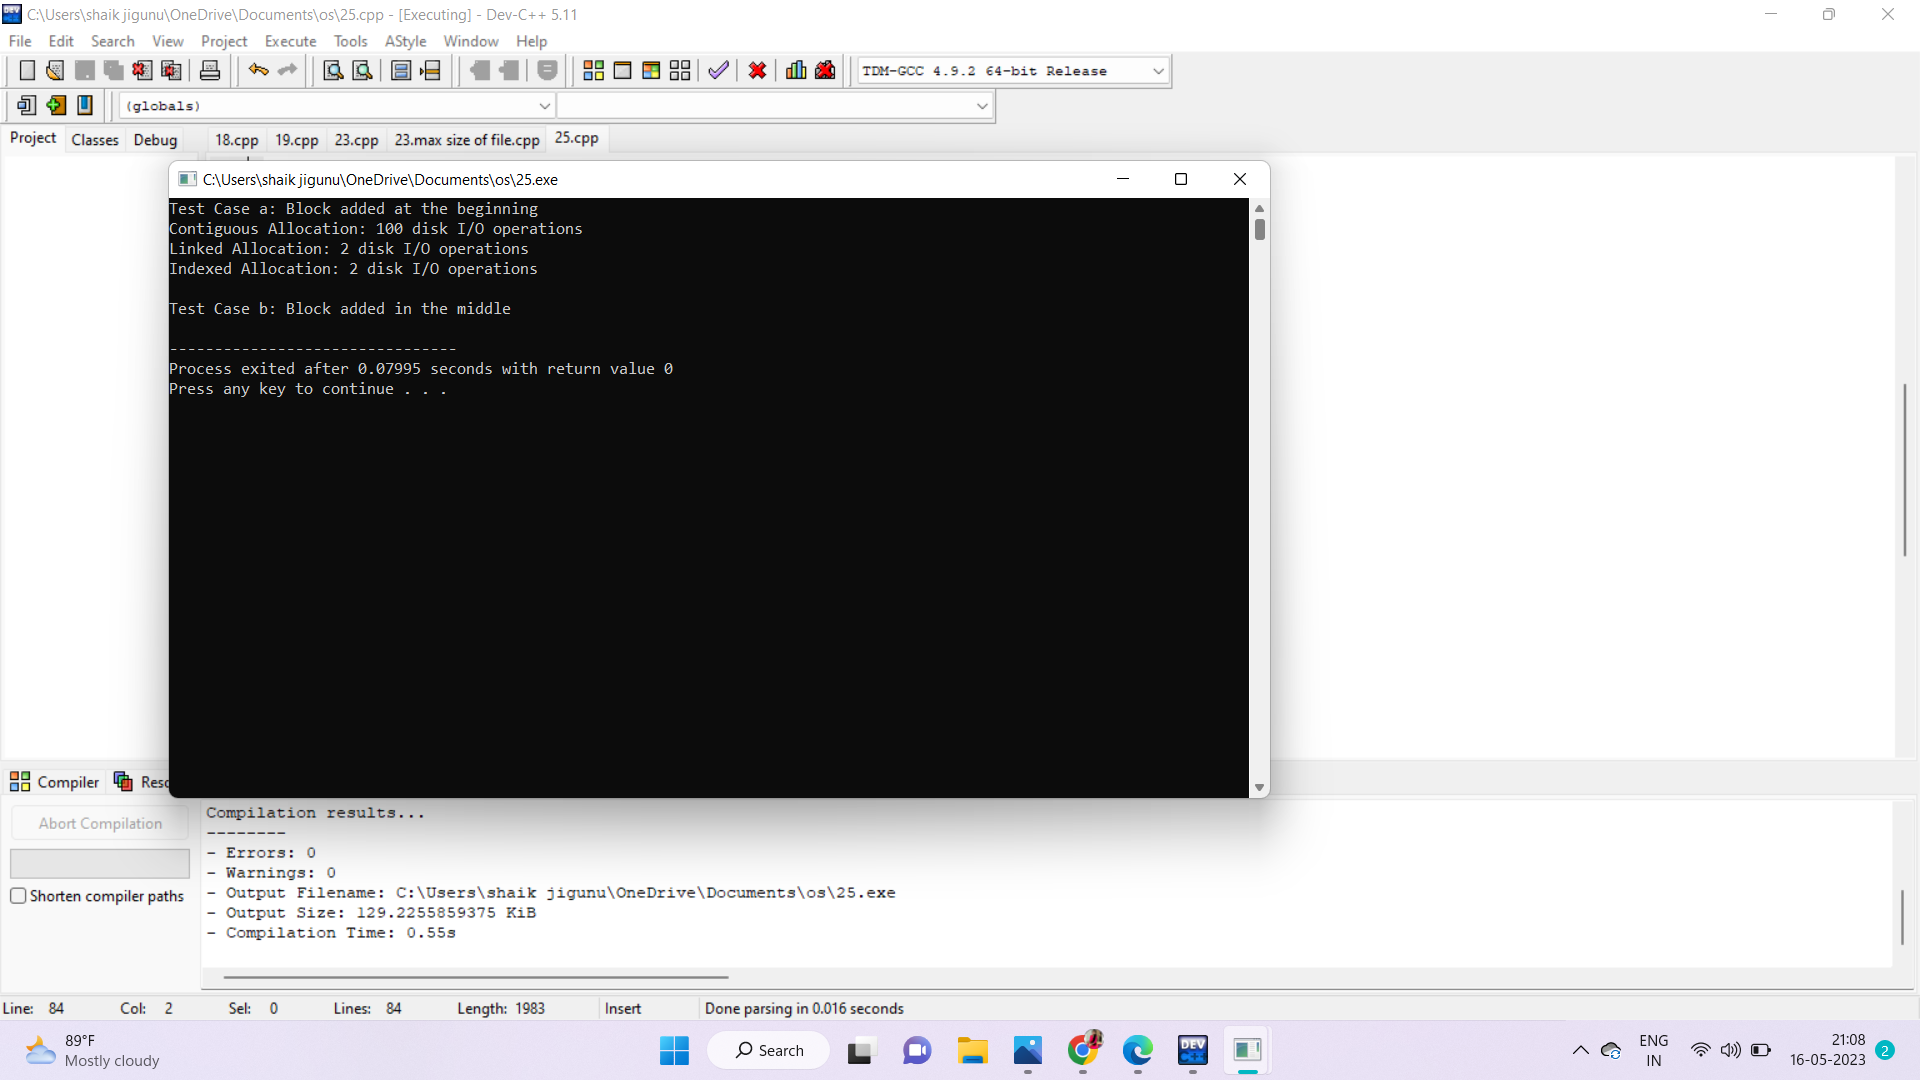 C:\Users\shaik jigunu\OneDrive\Documents\os\25.cpp - [Executing] - Dev-C++ 5.11
File Edit Search View Project Execute Tools AStyle Window Help
TDM-GCC 4.9.2 64-bit Release
(globals)
Project Classes Debug 18.cpp 19.cpp 23.cpp 23.max size of file.cpp 25.cpp
C:\Users\shaik jigunu\OneDrive\Documents\os\25.exe
Test Case a: Block added at the beginning
Contiguous Allocation: 100 disk I/O operations
Linked Allocation: 2 disk I/O operations
Indexed Allocation: 2 disk I/O operations
Test Case b: Block added in the middle
--------------------------------
Process exited after 0.07995 seconds with return value 0
Press any key to continue . . .
Compiler Reso
Abort Compilation
Shorten compiler paths
Compilation results...
--------
- Errors: 0
- Warnings: 0
- Output Filename: C:\Users\shaik jigunu\OneDrive\Documents\os\25.exe
- Output Size: 129.2255859375 KiB
- Compilation Time: 0.55s
Line: 84 Col: 2 Sel: 0 Lines: 84 Length: 1983 Insert Done parsing in 0.016 seconds
89°F
Mostly cloudy
Search
DEV
C++
ENG
IN
21:08
16-05-2023
2